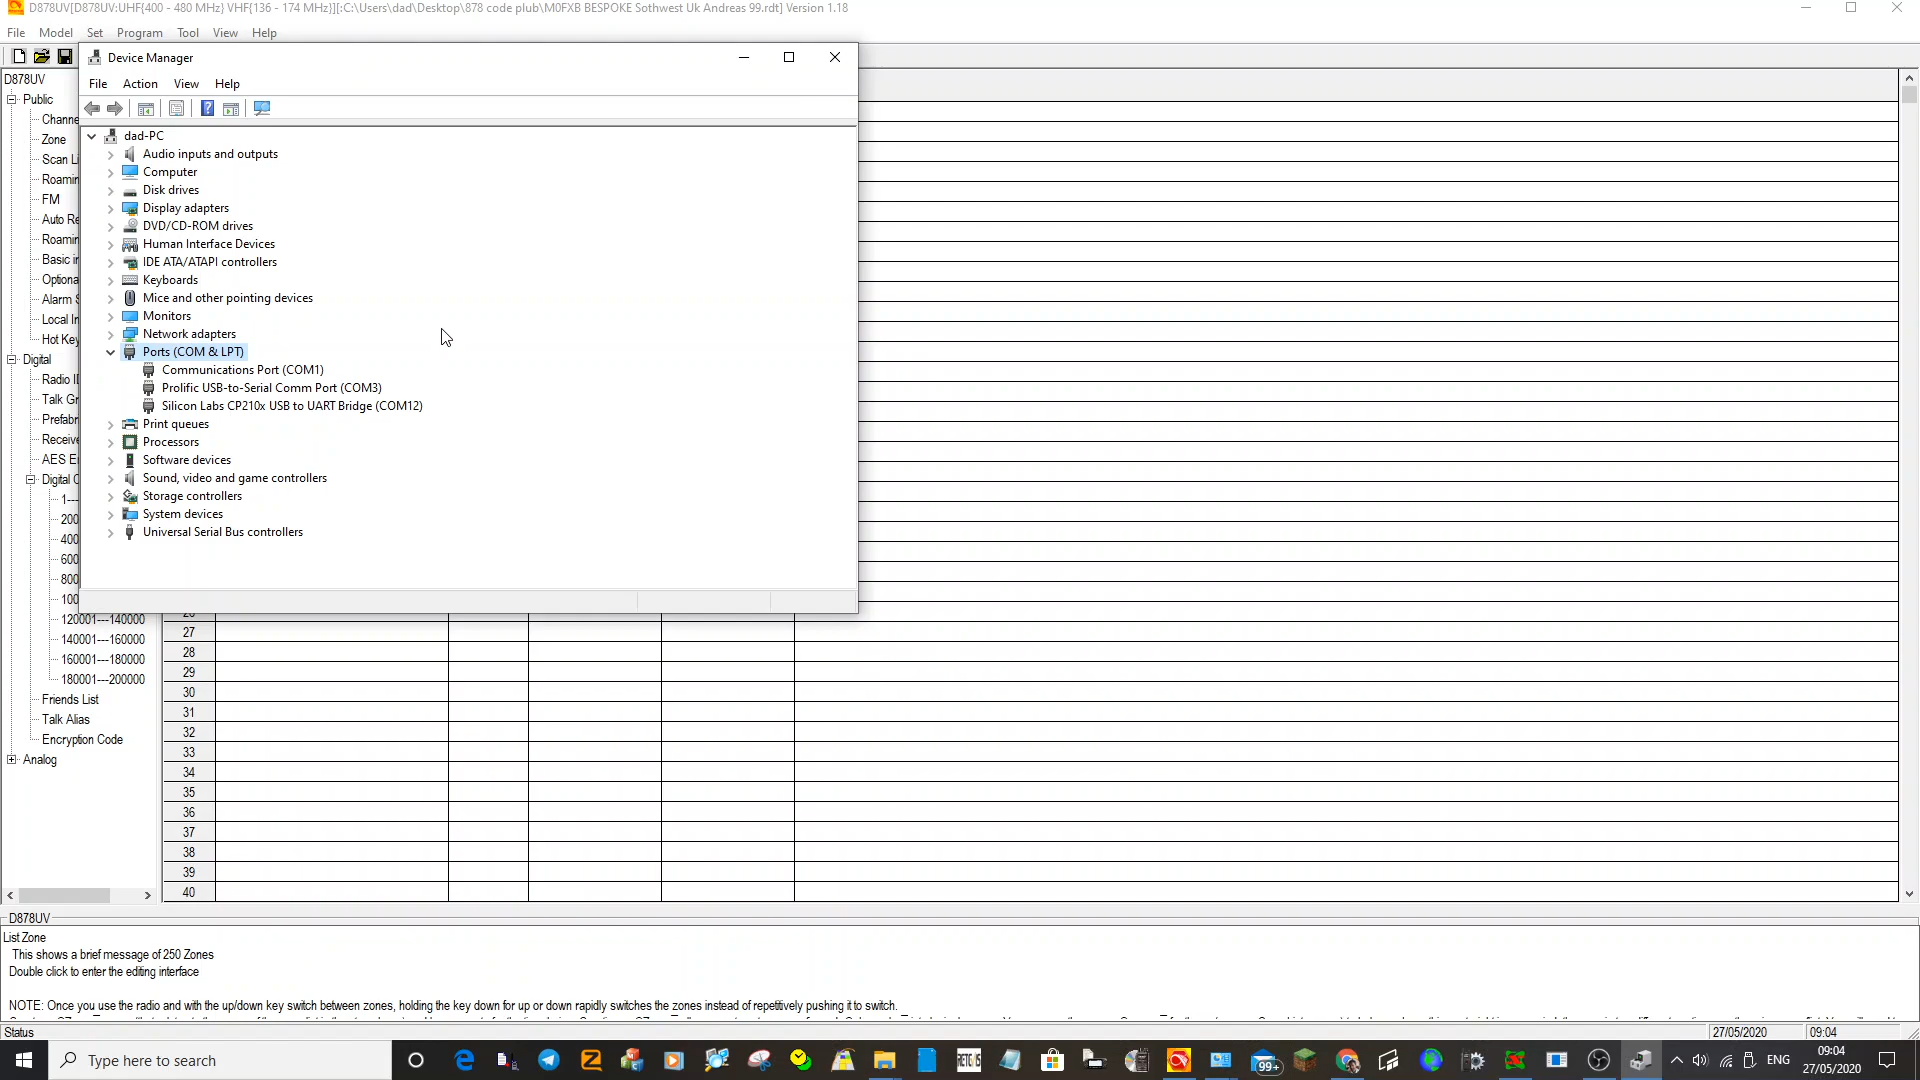 D878UV[D878UV:UHF{400 - 480 MHz} VHF{136 - 174 MHz}][:C:\Users\dad\Desktop\878 code plub\M0FXB BESPOKE Sothwest Uk Andreas 99.rdt] Version 1.18
File Model Set Program Tool View Help
Device Manager
File Action View Help
dad-PC
Audio inputs and outputs
Computer
Disk drives
Display adapters
DVD/CD-ROM drives
Human Interface Devices
IDE ATA/ATAPI controllers
Keyboards
Mice and other pointing devices
Monitors
Network adapters
Ports (COM & LPT)
Communications Port (COM1)
Prolific USB-to-Serial Comm Port (COM3)
Silicon Labs CP210x USB to UART Bridge (COM12)
Print queues
Processors
Software devices
Sound, video and game controllers
Storage controllers
System devices
Universal Serial Bus controllers
D878UV
Public
Channe
Zone
Scan Li
Roamin
FM
Auto Re
Roamin
Basic in
Optiona
Alarm S
Local In
Hot Key
Digital
Radio I
Talk Gr
Prefabr
Receive
AES E
Digital C
1---
200
400
600
800
100
120001---140000
140001---160000
160001---180000
180001---200000
Friends List
Talk Alias
Encryption Code
Analog
27
28
29
30
31
32
33
34
35
36
37
38
39
40
D878UV
List Zone
This shows a brief message of 250 Zones
Double click to enter the editing interface
NOTE: Once you use the radio and with the up/down key switch between zones, holding the key down for up or down rapidly switches the zones instead of repetitively pushing it to switch.
Status
27/05/2020 09:04
Type here to search
RETEVIS
99+
ENG
09:04
27/05/2020